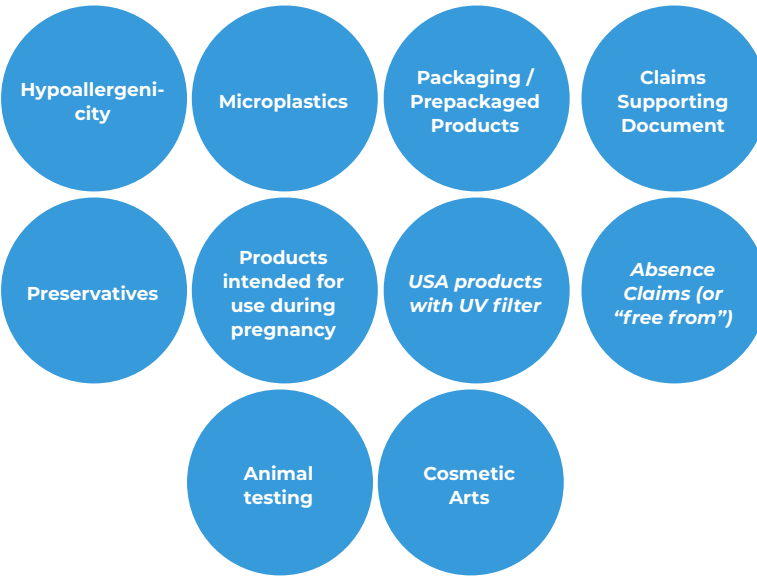 Hypoallergeni-
city
Microplastics
Packaging /
Prepackaged
Products
Claims
Supporting
Document
Preservatives
Products
intended for
use during
pregnancy
USA products
with UV filter
Absence
Claims (or
“free from”)
Animal
testing
Cosmetic
Arts